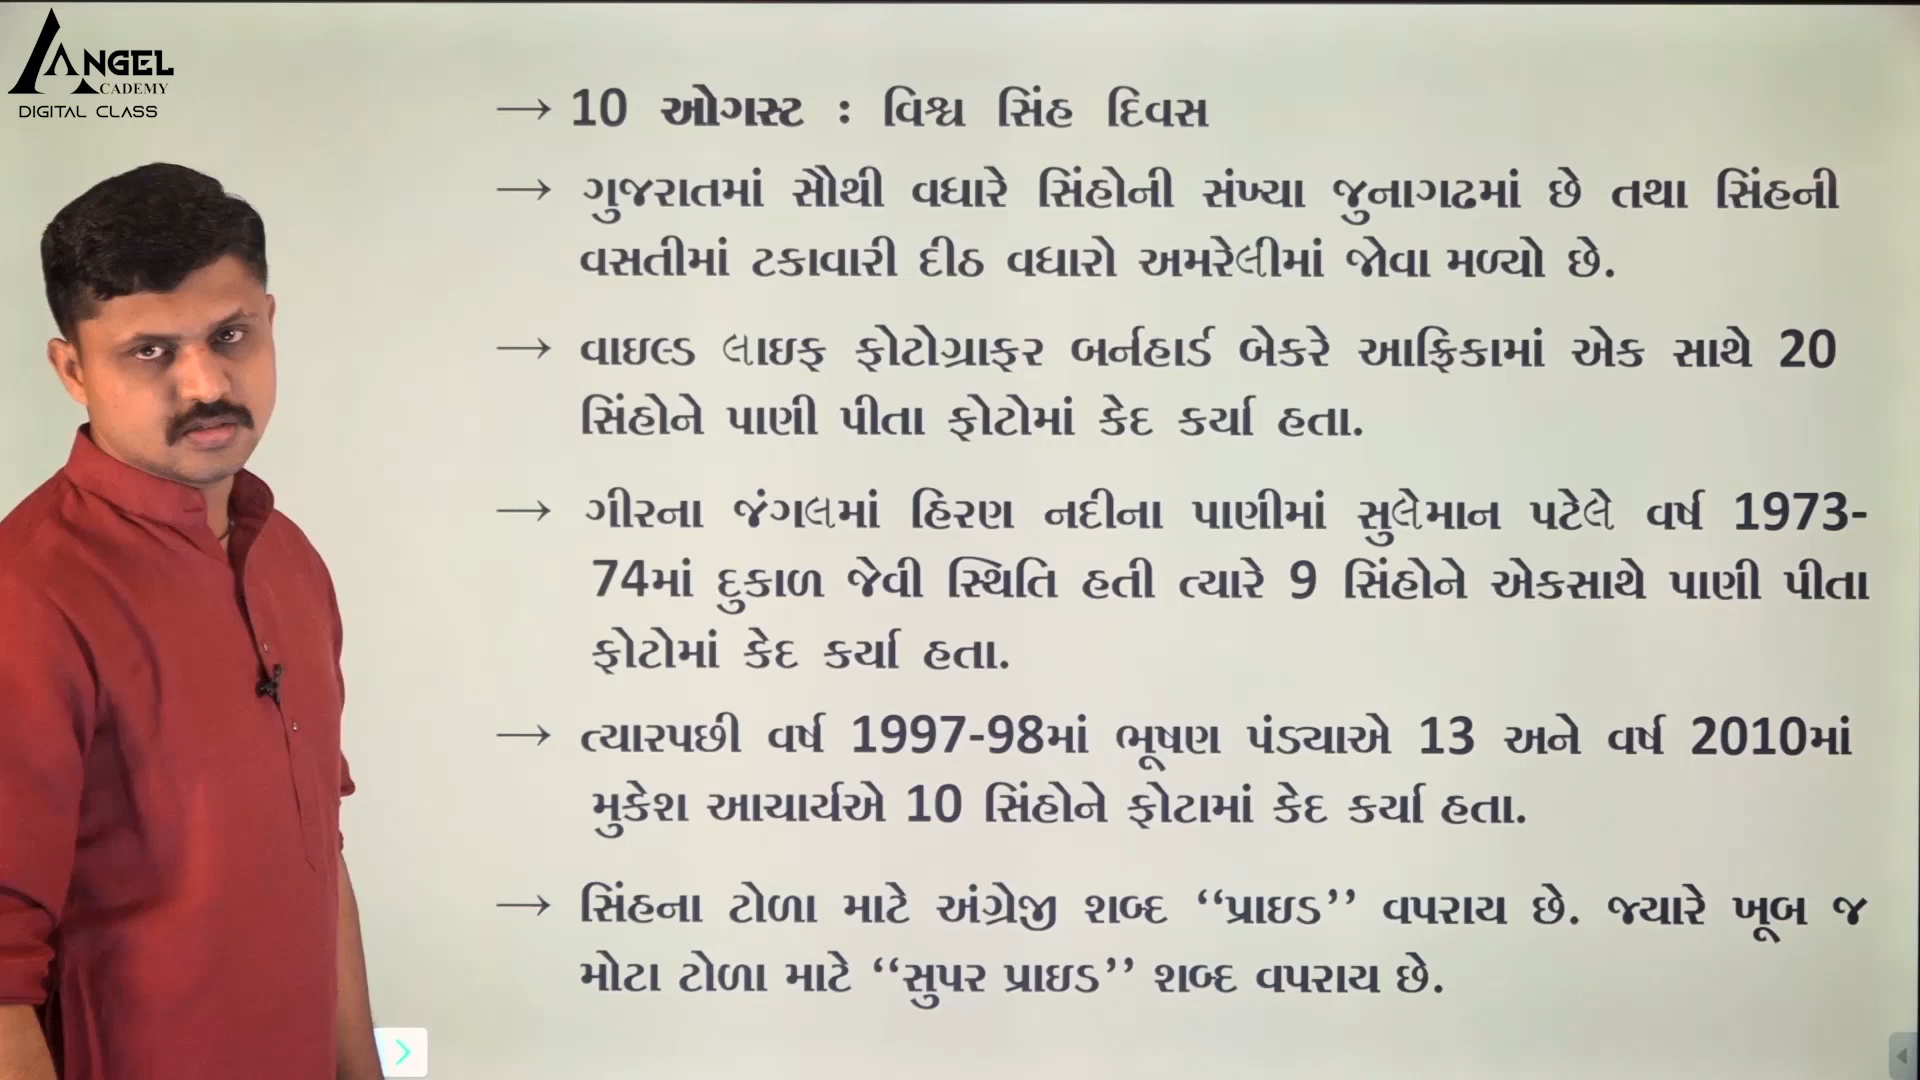 ANGEL
ACADEMY
DIGITAL CLASS
→ 10 ઓગસ્ટ : વિશ્વ સિંહ દિવસ
→ ગુજરાતમાં સૌથી વધારે સિંહોની સંખ્યા જુનાગઢમાં છે તથા સિંહની
વસતીમાં ટકાવારી દીઠ વધારો અમરેલીમાં જોવા મળ્યો છે.
→ વાઇલ્ડ લાઇફ ફોટોગ્રાફર બર્નહાર્ડ બેકરે આફ્રિકામાં એક સાથે 20
સિંહોને પાણી પીતા ફોટોમાં કેદ કર્યા હતા.
→ ગીરના જંગલમાં હિરણ નદીના પાણીમાં સુલેમાન પટેલે વર્ષ 1973-
74માં દુકાળ જેવી સ્થિતિ હતી ત્યારે 9 સિંહોને એકસાથે પાણી પીતા
ફોટોમાં કેદ કર્યા હતા.
→ ત્યારપછી વર્ષ 1997-98માં ભૂષણ પંડ્યાએ 13 અને વર્ષ 2010માં
મુકેશ આચાર્યએ 10 સિંહોને ફોટામાં કેદ કર્યા હતા.
→ સિંહના ટોળા માટે અંગ્રેજી શબ્દ “પ્રાઇડ” વપરાય છે. જ્યારે ખૂબ જ
મોટા ટોળા માટે “સુપર પ્રાઇડ” શબ્દ વપરાય છે.